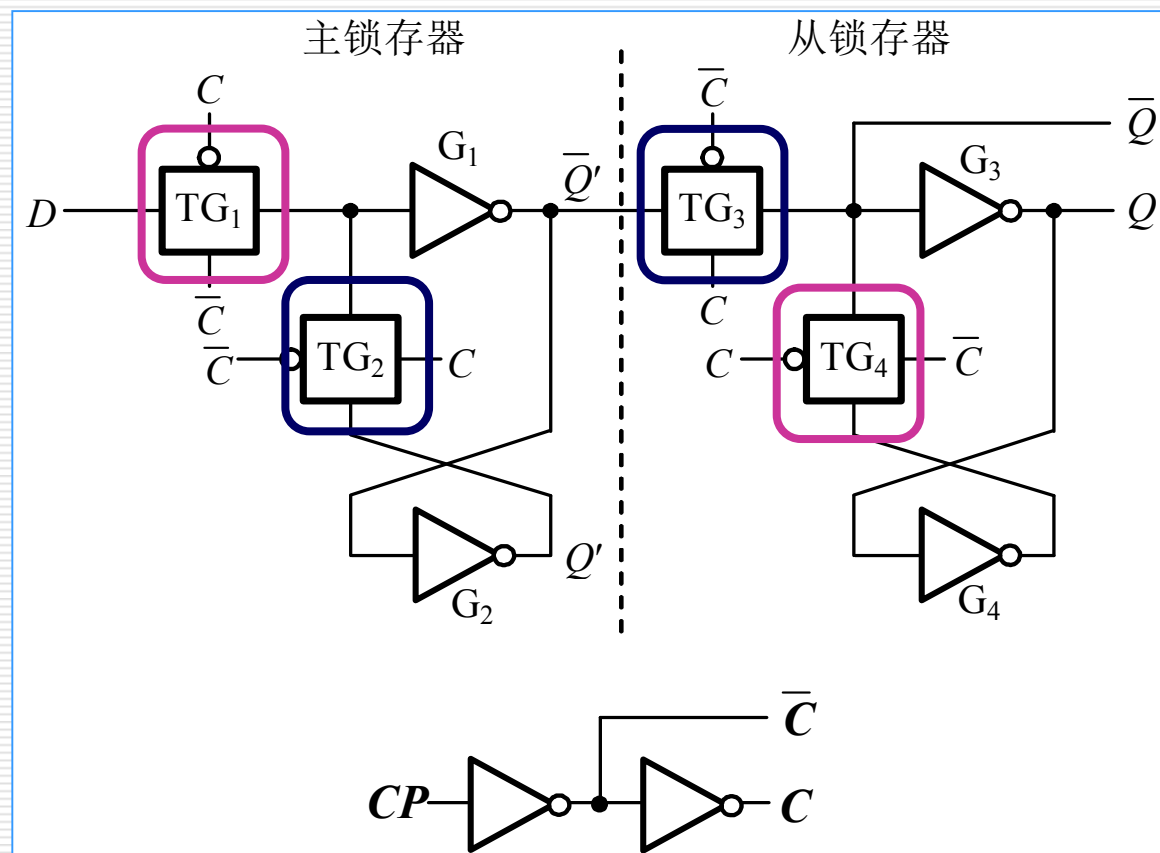 主锁存器 从锁存器
C C̅
G₁ Q̅′ G₃ Q̅
D TG₁ TG₃ Q
C̅ C
C̅ TG₂ C C TG₄ C̅
Q′
G₂ G₄
C̅
CP C